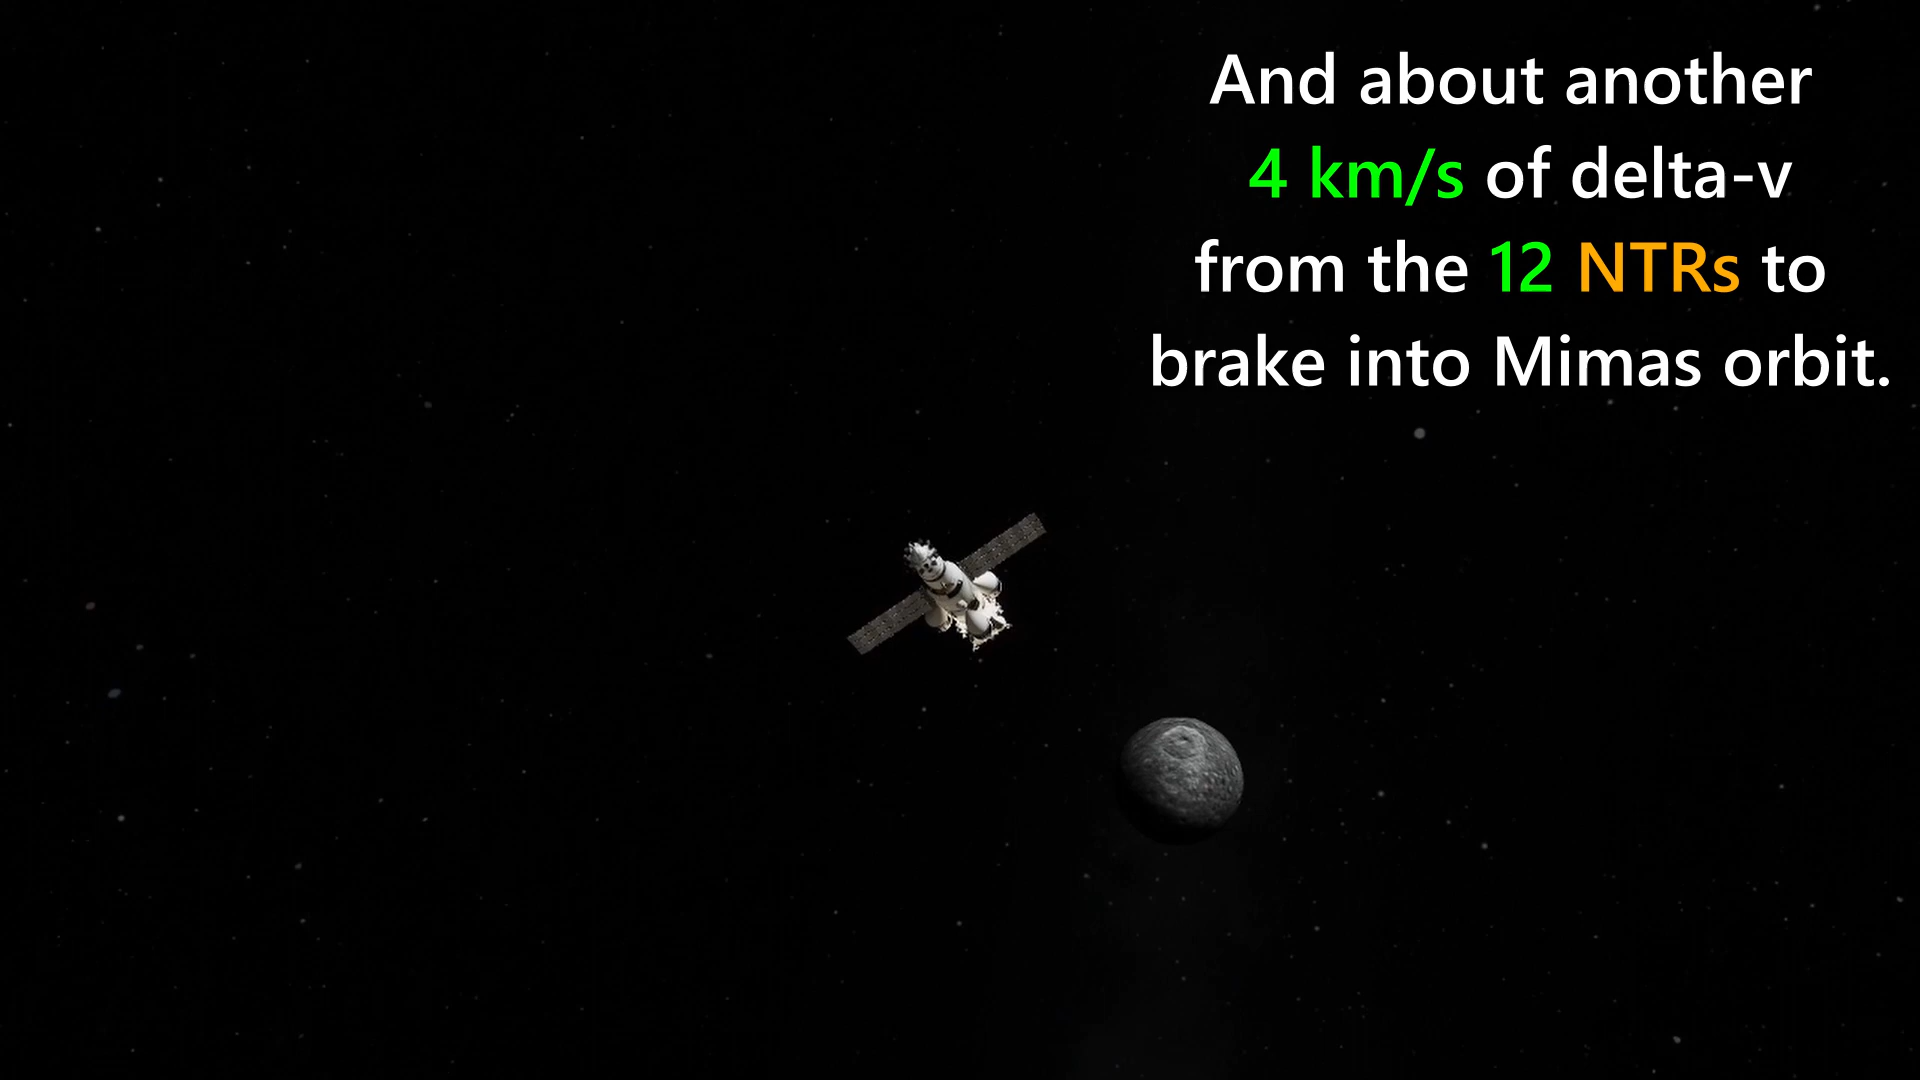 And about another
4 km/s of delta-v
from the 12 NTRs to
brake into Mimas orbit.